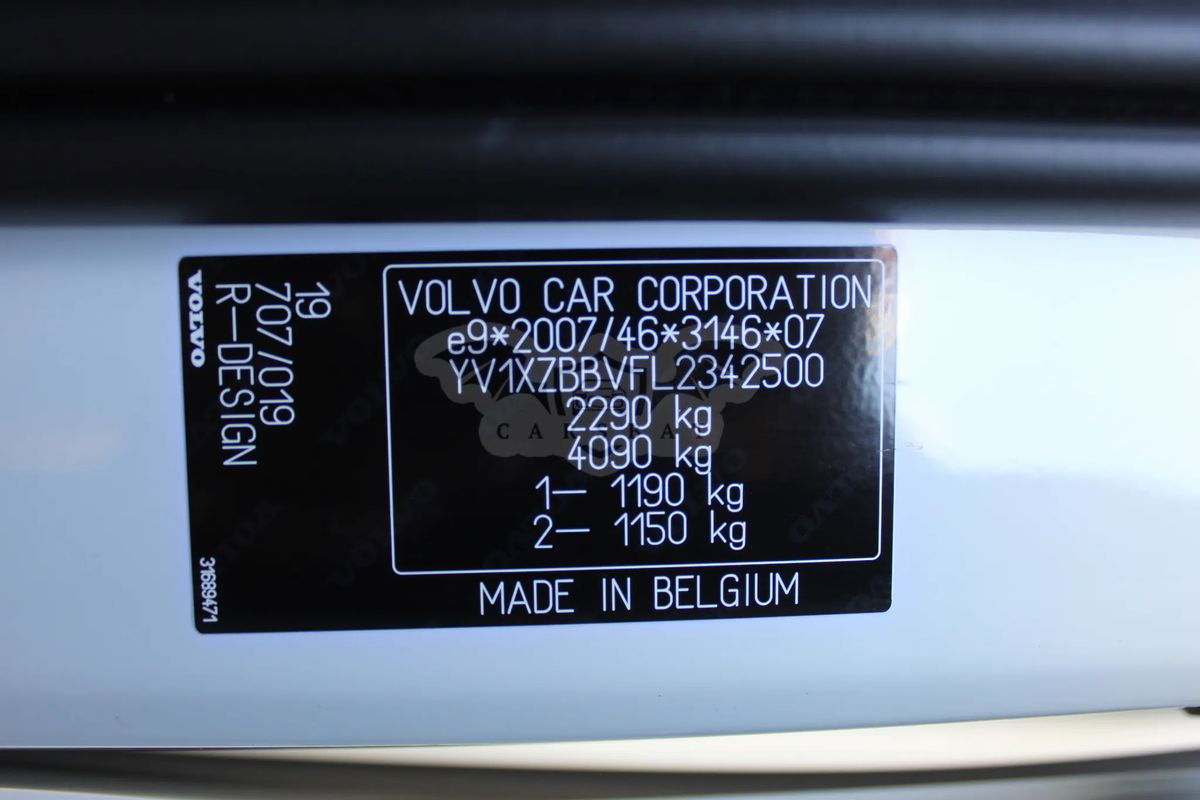 VOLVO
19
707/019
R-DESIGN
31689471
VOLVO CAR CORPORATION
e9*2007/46*3146*07
YV1XZBBVFL2342500
2290 kg
4090 kg
1- 1190 kg
2- 1150 kg
MADE IN BELGIUM